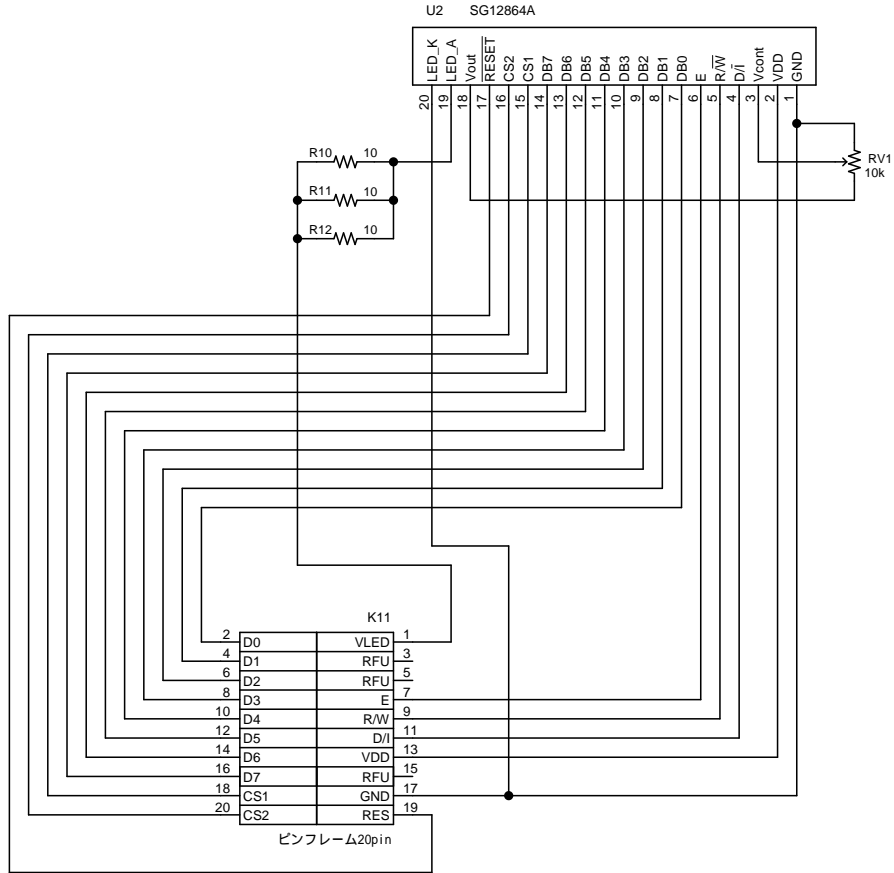 U2 SG12864A
LED_K
LED_A
Vout
RESET
CS2
CS1
DB7
DB6
DB5
DB4
DB3
DB2
DB1
DB0
E
R/W
D/I
Vcont
VDD
GND
20
19
18
17
16
15
14
13
12
11
10
9
8
7
6
5
4
3
2
1
RV1
10k
R10 10
R11 10
R12 10
K11
2 D0 VLED 1
4 D1 RFU 3
6 D2 RFU 5
8 D3 E 7
10 D4 R/W 9
12 D5 D/I 11
14 D6 VDD 13
16 D7 RFU 15
18 CS1 GND 17
20 CS2 RES 19
ピンフレーム20pin